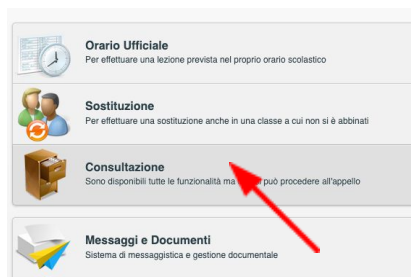 Orario Ufficiale
Per effettuare una lezione prevista nel proprio orario scolastico
Sostituzione
Per effettuare una sostituzione anche in una classe a cui non si è abbinati
Consultazione
Sono disponibili tutte le funzionalità ma può procedere all'appello
Messaggi e Documenti
Sistema di messaggistica e gestione documentale